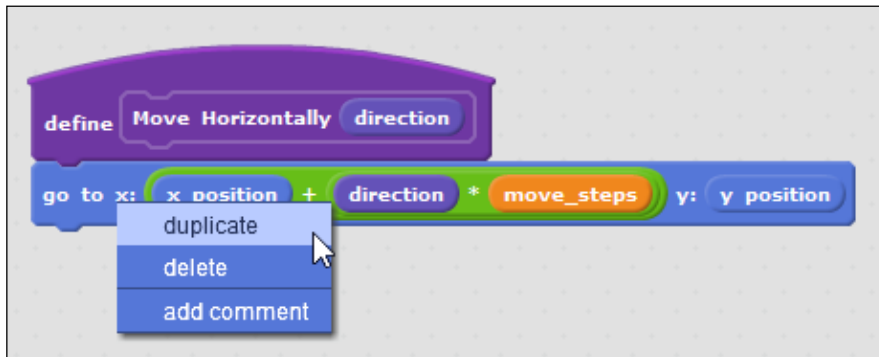 define Move Horizontally direction
go to x: x position + direction * move_steps y: y position
duplicate
delete
add comment